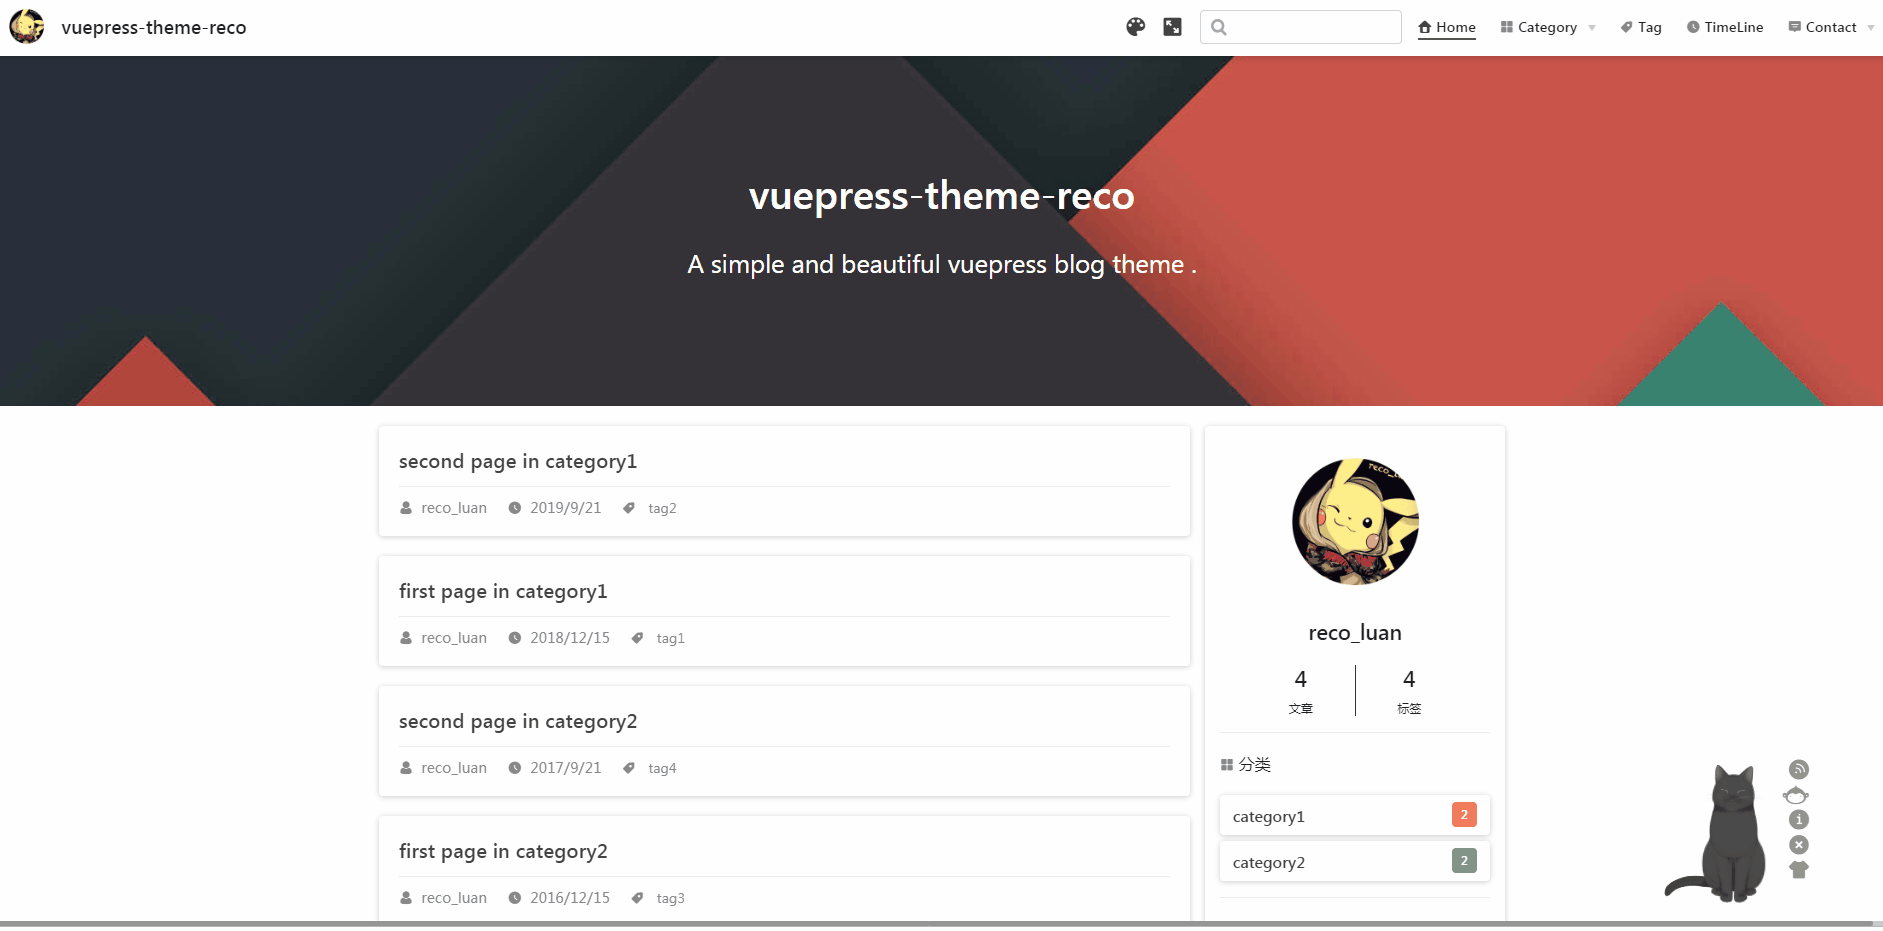 vuepress-theme-reco
Home Category Tag TimeLine Contact
vuepress-theme-reco
A simple and beautiful vuepress blog theme .
second page in category1
reco_luan 2019/9/21 tag2
first page in category1
reco_luan 2018/12/15 tag1
second page in category2
reco_luan 2017/9/21 tag4
first page in category2
reco_luan 2016/12/15 tag3
reco_luan
4 4
文章 标签
分类
category1 2
category2 2